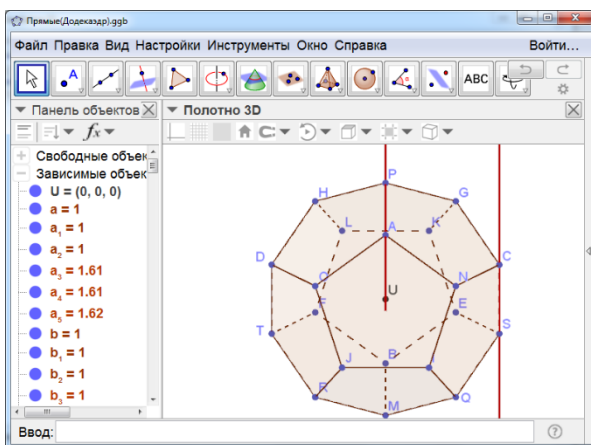 Прямые(Додекаэдр).ggb
Файл Правка Вид Настройки Инструменты Окно Справка Войти...
A ABC
Панель объектов
Полотно 3D
fx
Свободные объек
Зависимые объек
U = (0, 0, 0)
a = 1
a₁ = 1
a₂ = 1
a₃ = 1.61
a₄ = 1.61
a₅ = 1.62
b = 1
b₁ = 1
b₂ = 1
b₃ = 1
P
H G
L A K
D C
O N
U
F E
T S
B
J I
R Q
M
Ввод: